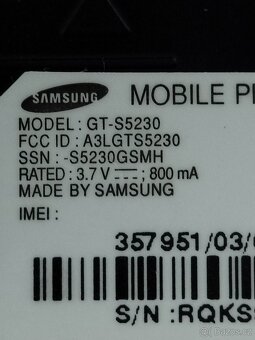 SAMSUNG
MOBILE
MODEL: GT-S5230
FCC ID : A3LGTS5230
SSN : -S5230GSMH
RATED : 3.7 V ⎓; 800 mA
MADE BY SAMSUNG
IMEI :
357951/03/
S/N :RQKS